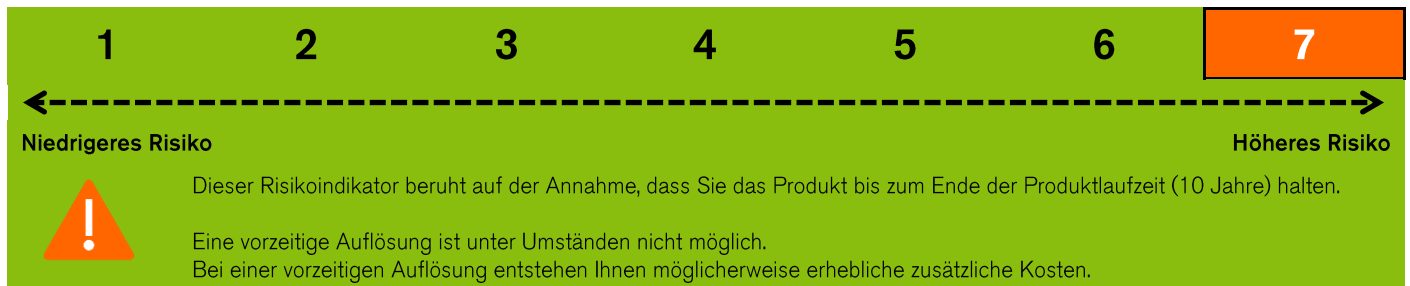 1 2 3 4 5 6 7
Niedrigeres Risiko Höheres Risiko
Dieser Risikoindikator beruht auf der Annahme, dass Sie das Produkt bis zum Ende der Produktlaufzeit (10 Jahre) halten.
Eine vorzeitige Auflösung ist unter Umständen nicht möglich.
Bei einer vorzeitigen Auflösung entstehen Ihnen möglicherweise erhebliche zusätzliche Kosten.